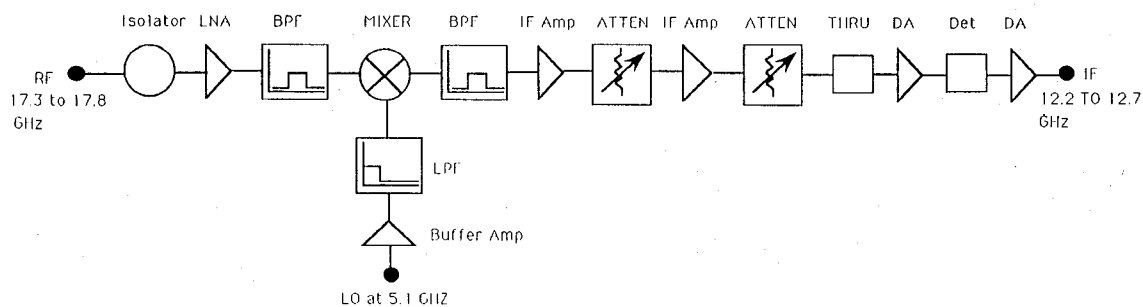 Isolator LNA BPF MIXER BPF IF Amp ATTEN IF Amp ATTEN THRU DA Det DA
RF
17.3 to 17.8
GHz
IF
12.2 TO 12.7
GHz
LPF
Buffer Amp
LO at 5.1 GHZ